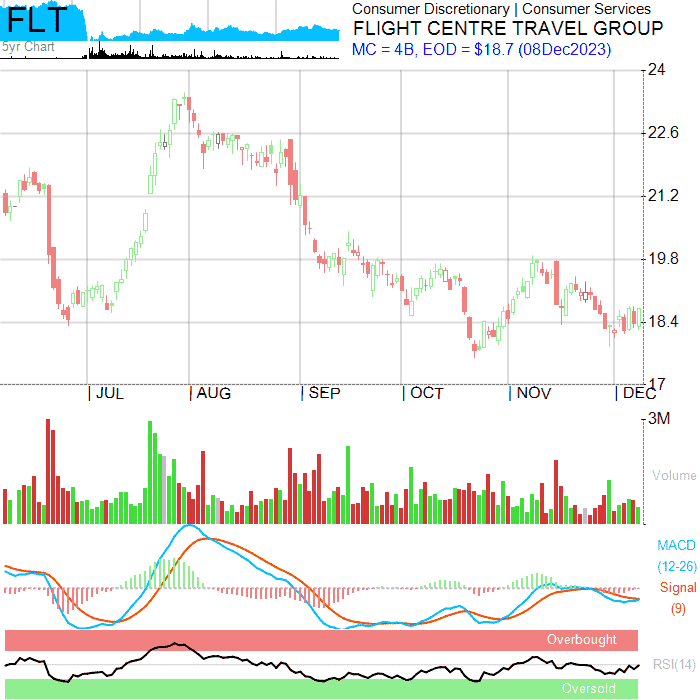 FLT
5yr Chart
Consumer Discretionary | Consumer Services
FLIGHT CENTRE TRAVEL GROUP
MC = 4B, EOD = $18.7 (08Dec2023)
24
22.6
21.2
19.8
18.4
17
| JUL | AUG | SEP | OCT | NOV | DEC
3M
Volume
MACD
(12-26)
Signal
(9)
Overbought
RSI(14)
Oversold